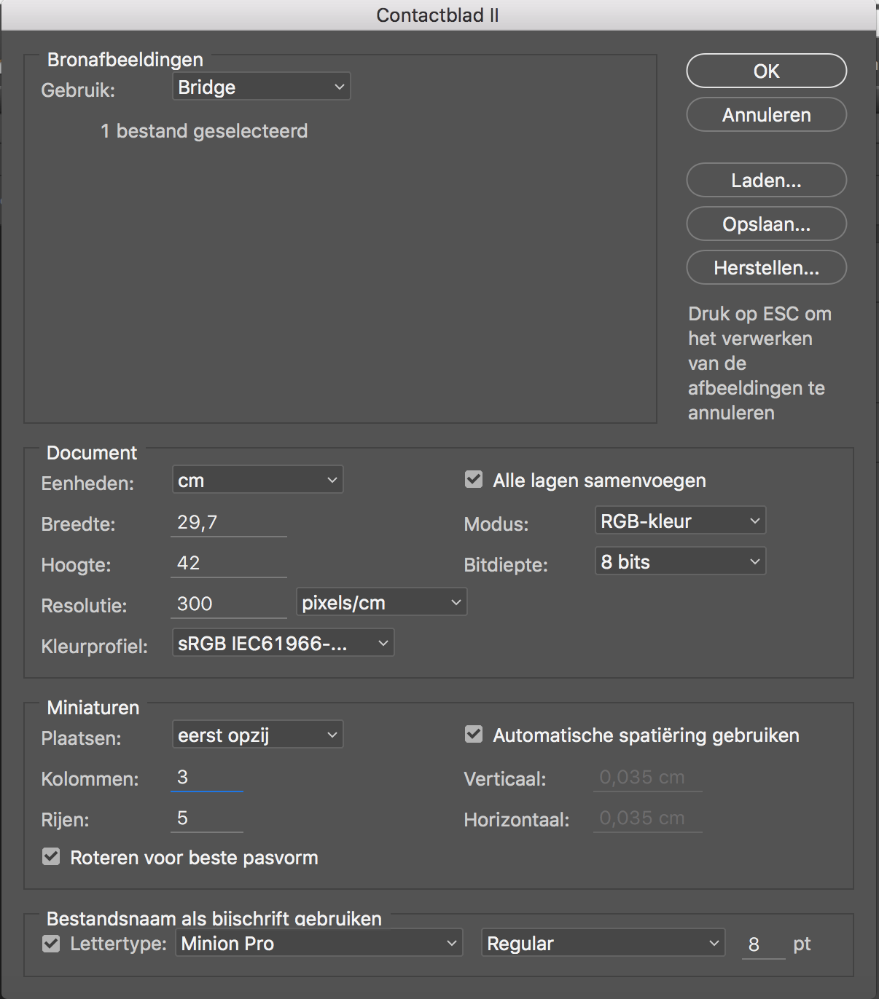 Contactblad II
Bronafbeeldingen
Gebruik: Bridge
1 bestand geselecteerd
OK
Annuleren
Laden...
Opslaan...
Herstellen...
Druk op ESC om
het verwerken
van de
afbeeldingen te
annuleren
Document
Eenheden: cm
Alle lagen samenvoegen
Breedte: 29,7
Modus: RGB-kleur
Hoogte: 42
Bitdiepte: 8 bits
Resolutie: 300 pixels/cm
Kleurprofiel: sRGB IEC61966-...
Miniaturen
Plaatsen: eerst opzij
Automatische spatiëring gebruiken
Kolommen: 3
Verticaal: 0,035 cm
Rijen: 5
Horizontaal: 0,035 cm
Roteren voor beste pasvorm
Bestandsnaam als bijschrift gebruiken
Lettertype: Minion Pro Regular 8 pt